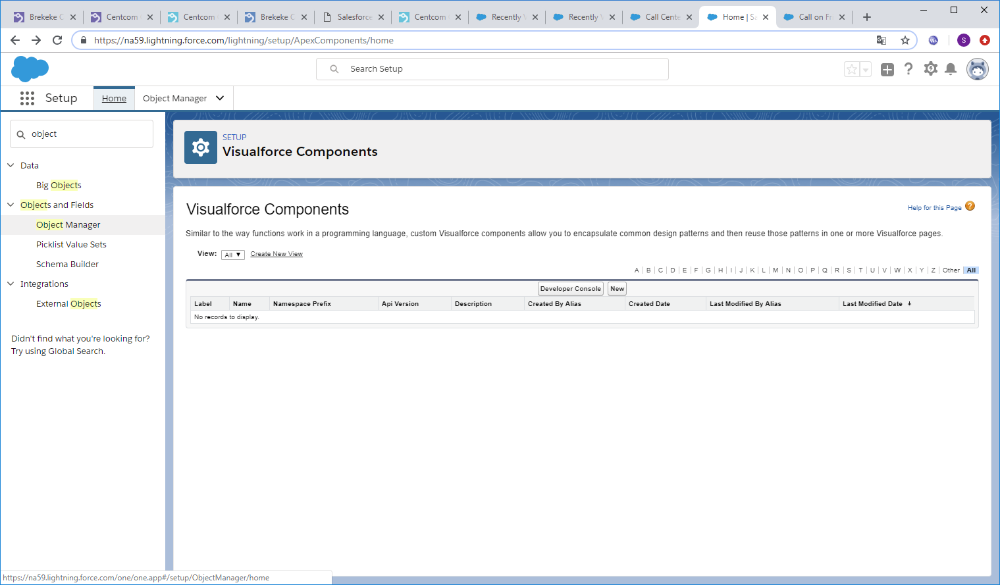 Brekeke C
Centcom
Centcom
Brekeke C
Salesforce
Centcom
Recently
Recently
Call Cente
Home | Sa
Call on Fr
https://na59.lightning.force.com/lightning/setup/ApexComponents/home
S
Search Setup
Setup
Home
Object Manager
object
Data
Big Objects
Objects and Fields
Object Manager
Picklist Value Sets
Schema Builder
Integrations
External Objects
Didn't find what you're looking for?
Try using Global Search.
SETUP
Visualforce Components
Visualforce Components
Help for this Page ?
Similar to the way functions work in a programming language, custom Visualforce components allow you to encapsulate common design patterns and then reuse those patterns in one or more Visualforce pages.
View: All Create New View
A | B | C | D | E | F | G | H | I | J | K | L | M | N | O | P | Q | R | S | T | U | V | W | X | Y | Z | Other | All
Developer Console New
Label Name Namespace Prefix Api Version Description Created By Alias Created Date Last Modified By Alias Last Modified Date ↓
No records to display.
https://na59.lightning.force.com/one/one.app#/setup/ObjectManager/home